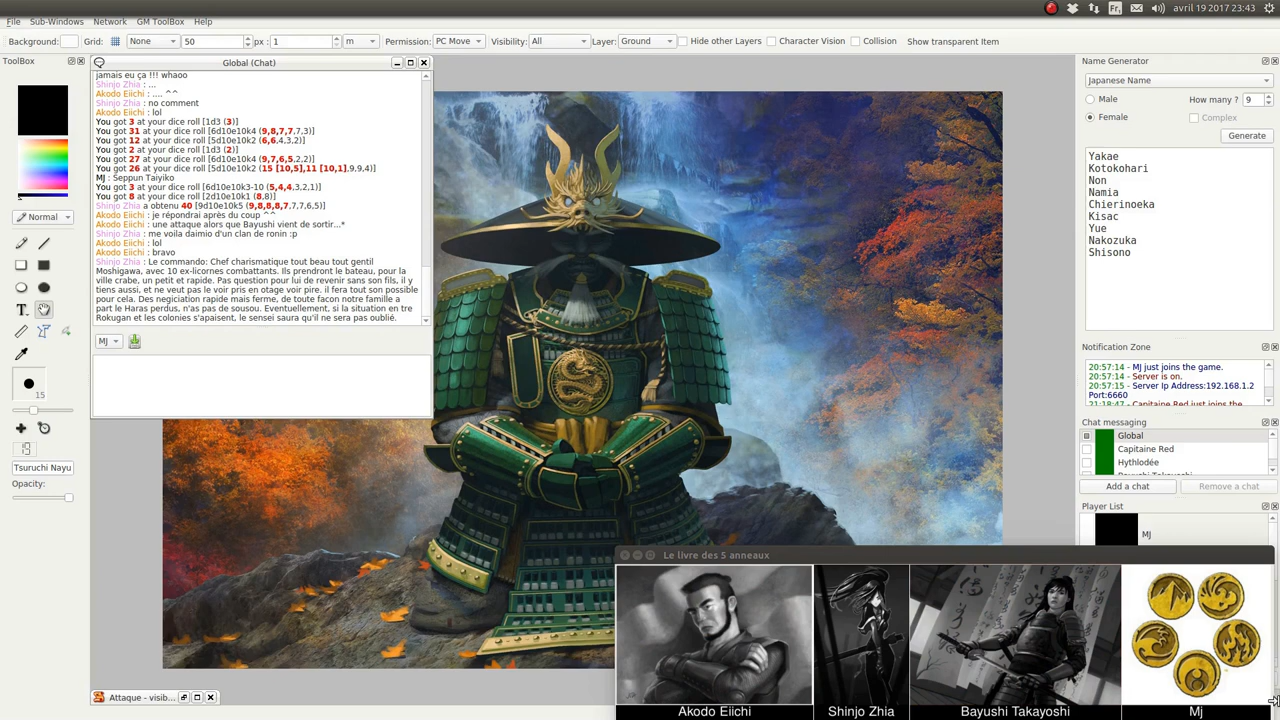 avril 19 2017 23:43
Fr
File Sub-Windows Network GM ToolBox Help
Background: Grid: None 50 px : 1 m Permission: PC Move Visibility: All Layer: Ground Hide other Layers Character Vision Collision Show transparent Item
ToolBox
Normal
T
15
Tsuruchi Nayu
Opacity:
Global (Chat)
jamais eu ça !!! whaoo
Shinjo Zhia : ...
Akodo Eiichi : .... ^^
Shinjo Zhia : no comment
Akodo Eiichi : lol
You got 3 at your dice roll [1d3 (3)]
You got 31 at your dice roll [6d10e10k4 (9,8,7,7,7,3)]
You got 12 at your dice roll [5d10e10k2 (6,6,4,3,2)]
You got 2 at your dice roll [1d3 (2)]
You got 27 at your dice roll [6d10e10k4 (9,7,6,5,2,2)]
You got 26 at your dice roll [5d10e10k2 (15 [10,5],11 [10,1],9,9,4)]
MJ : Seppun Taiyiko
You got 3 at your dice roll [6d10e10k3-10 (5,4,4,3,2,1)]
You got 8 at your dice roll [2d10e10k1 (8,8)]
Shinjo Zhia a obtenu 40 [9d10e10k5 (9,8,8,8,7,7,7,6,5)]
Akodo Eiichi : je répondrai après du coup ^^
Akodo Eiichi : une attaque alors que Bayushi vient de sortir...*
Shinjo Zhia : me voila daimio d'un clan de ronin :p
Akodo Eiichi : lol
Akodo Eiichi : bravo
Shinjo Zhia : Le commando: Chef charismatique tout beau tout gentil
Moshigawa, avec 10 ex-licornes combattants. Ils prendront le bateau, pour la
ville crabe, un petit et rapide. Pas question pour lui de revenir sans son fils, il y
tiens aussi, et ne veut pas le voir pris en otage voir pire. il fera tout son possible
pour cela. Des negiciation rapide mais ferme, de toute facon notre famille a
part le Haras perdus, n'as pas de sousou. Eventuellement, si la situation en tre
Rokugan et les colonies s'apaisent, le sensei saura qu'il ne sera pas oublié.
MJ
Attaque - visib...
Name Generator
Japanese Name
Male How many ? 9
Female Complex
Generate
Yakae
Kotokohari
Non
Namia
Chierinoeka
Kisac
Yue
Nakozuka
Shisono
Notification Zone
20:57:14 - MJ just joins the game.
20:57:14 - Server is on.
20:57:15 - Server Ip Address:192.168.1.2
Port:6660
21:18:47 - Capitaine Red just joins the
Chat messaging
Global
Capitaine Red
Hythlodée
Bayushi Takayoshi
Add a chat Remove a chat
Player List
MJ
Le livre des 5 anneaux
Akodo Eiichi Shinjo Zhia Bayushi Takayoshi Mj